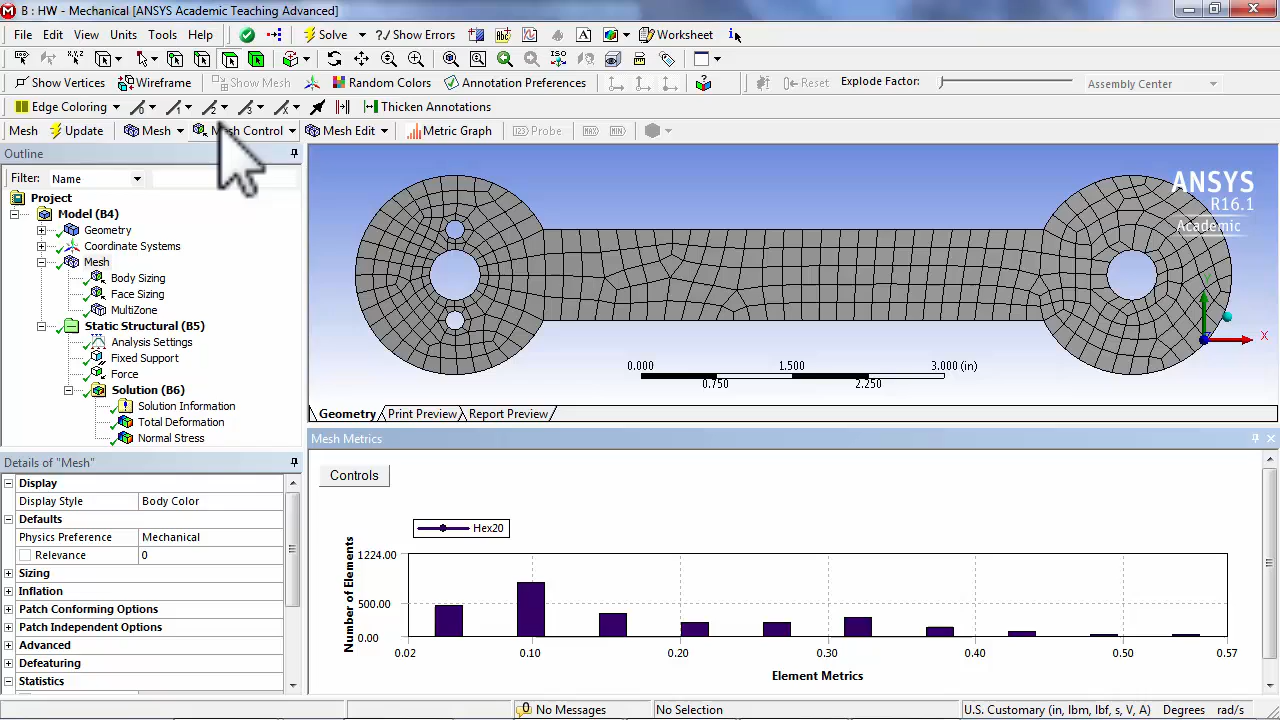 B : HW - Mechanical [ANSYS Academic Teaching Advanced]
File Edit View Units Tools Help Solve Show Errors A Worksheet
Show Vertices Wireframe Show Mesh Random Colors Annotation Preferences Reset Explode Factor: Assembly Center
Edge Coloring Thicken Annotations
Mesh Update Mesh Mesh Control Mesh Edit Metric Graph Probe MAX MIN
Outline
Filter: Name
Project
Model (B4)
Geometry
Coordinate Systems
Mesh
Body Sizing
Face Sizing
MultiZone
Static Structural (B5)
Analysis Settings
Fixed Support
Force
Solution (B6)
Solution Information
Total Deformation
Normal Stress
ANSYS
R16.1
Academic
Y
X
0.000 1.500 3.000 (in)
0.750 2.250
Geometry Print Preview Report Preview
Details of "Mesh"
Display
Display Style Body Color
Defaults
Physics Preference Mechanical
Relevance 0
Sizing
Inflation
Patch Conforming Options
Patch Independent Options
Advanced
Defeaturing
Statistics
Mesh Metrics
Controls
Hex20
Number of Elements
1224.00
500.00
0.00
0.02 0.10 0.20 0.30 0.40 0.50 0.57
Element Metrics
0 No Messages No Selection U.S. Customary (in, lbm, lbf, s, V, A) Degrees rad/s